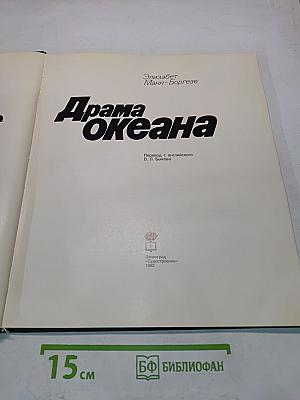 Элизабет
Манн-Боргезе
Драма
океана
Перевод с английского
В. Л. Быкова
Ленинград
«Судостроение»
1982
15 см
БФ БИБЛИОФАН